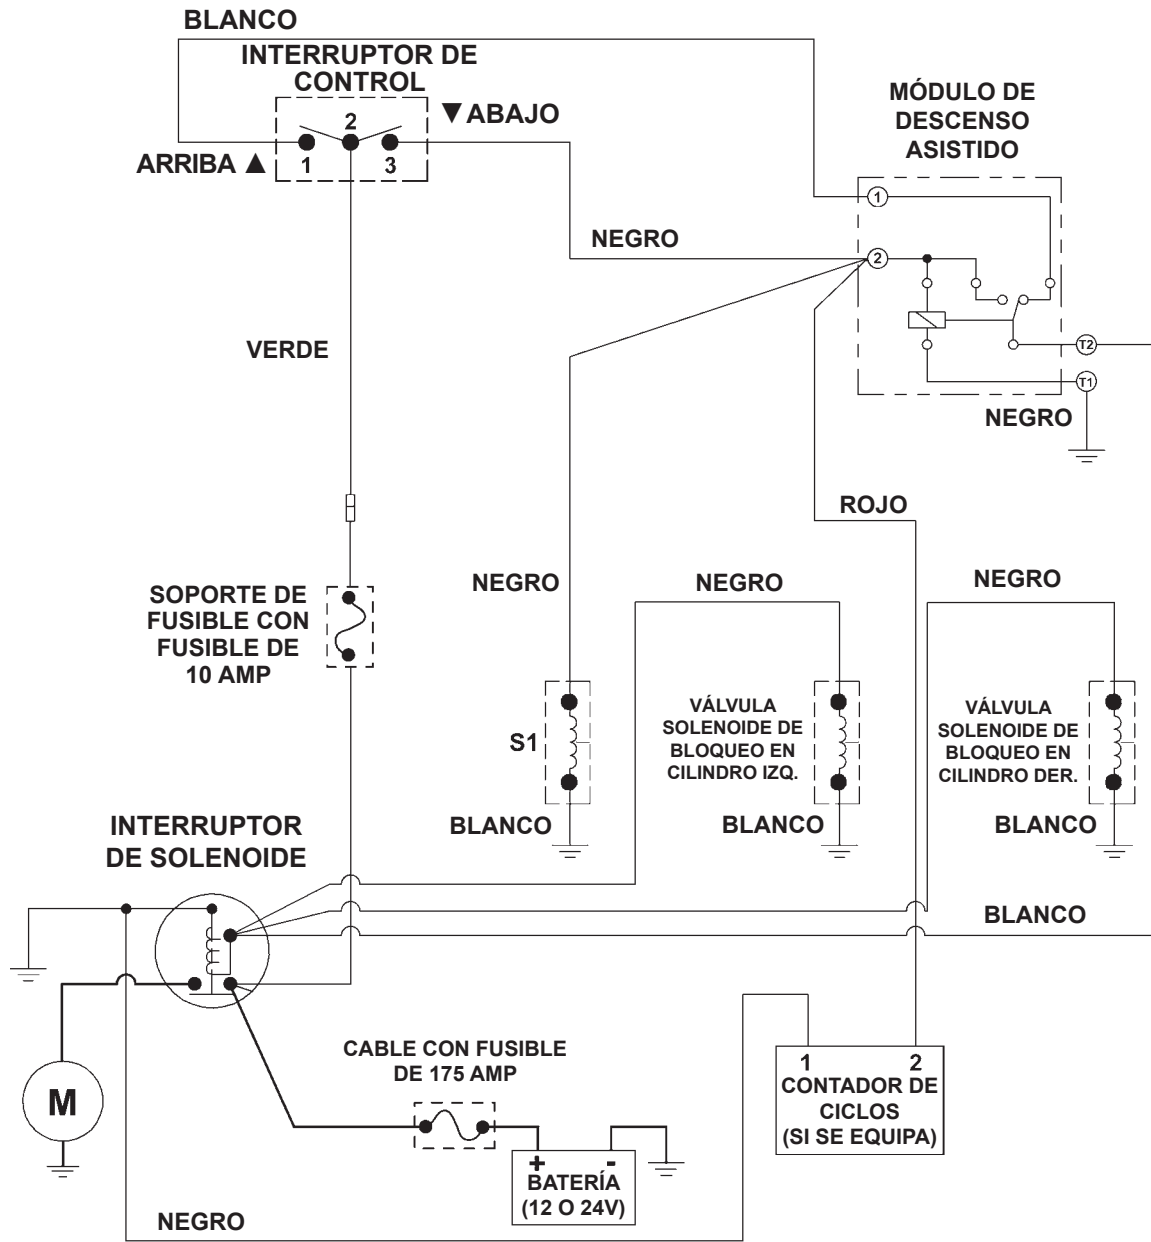 BLANCO
INTERRUPTOR DE
CONTROL
▼ABAJO
2
ARRIBA ▲
1
3
MÓDULO DE
DESCENSO
ASISTIDO
1
NEGRO
2
VERDE
T2
T1
NEGRO
ROJO
SOPORTE DE
FUSIBLE CON
FUSIBLE DE
10 AMP
NEGRO
NEGRO
NEGRO
S1
VÁLVULA
SOLENOIDE DE
BLOQUEO EN
CILINDRO IZQ.
VÁLVULA
SOLENOIDE DE
BLOQUEO EN
CILINDRO DER.
BLANCO
BLANCO
BLANCO
INTERRUPTOR
DE SOLENOIDE
BLANCO
M
CABLE CON FUSIBLE
DE 175 AMP
1
2
CONTADOR DE
CICLOS
(SI SE EQUIPA)
+
-
BATERÍA
(12 O 24V)
NEGRO